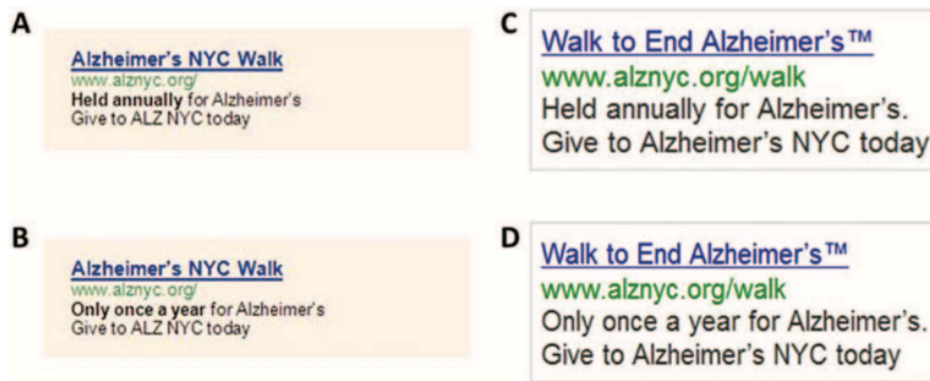 A
Alzheimer's NYC Walk
www.alznyc.org/
Held annually for Alzheimer's
Give to ALZ NYC today
B
Alzheimer's NYC Walk
www.alznyc.org/
Only once a year for Alzheimer's
Give to ALZ NYC today
C
Walk to End Alzheimer's™
www.alznyc.org/walk
Held annually for Alzheimer's.
Give to Alzheimer's NYC today
D
Walk to End Alzheimer's™
www.alznyc.org/walk
Only once a year for Alzheimer's.
Give to Alzheimer's NYC today